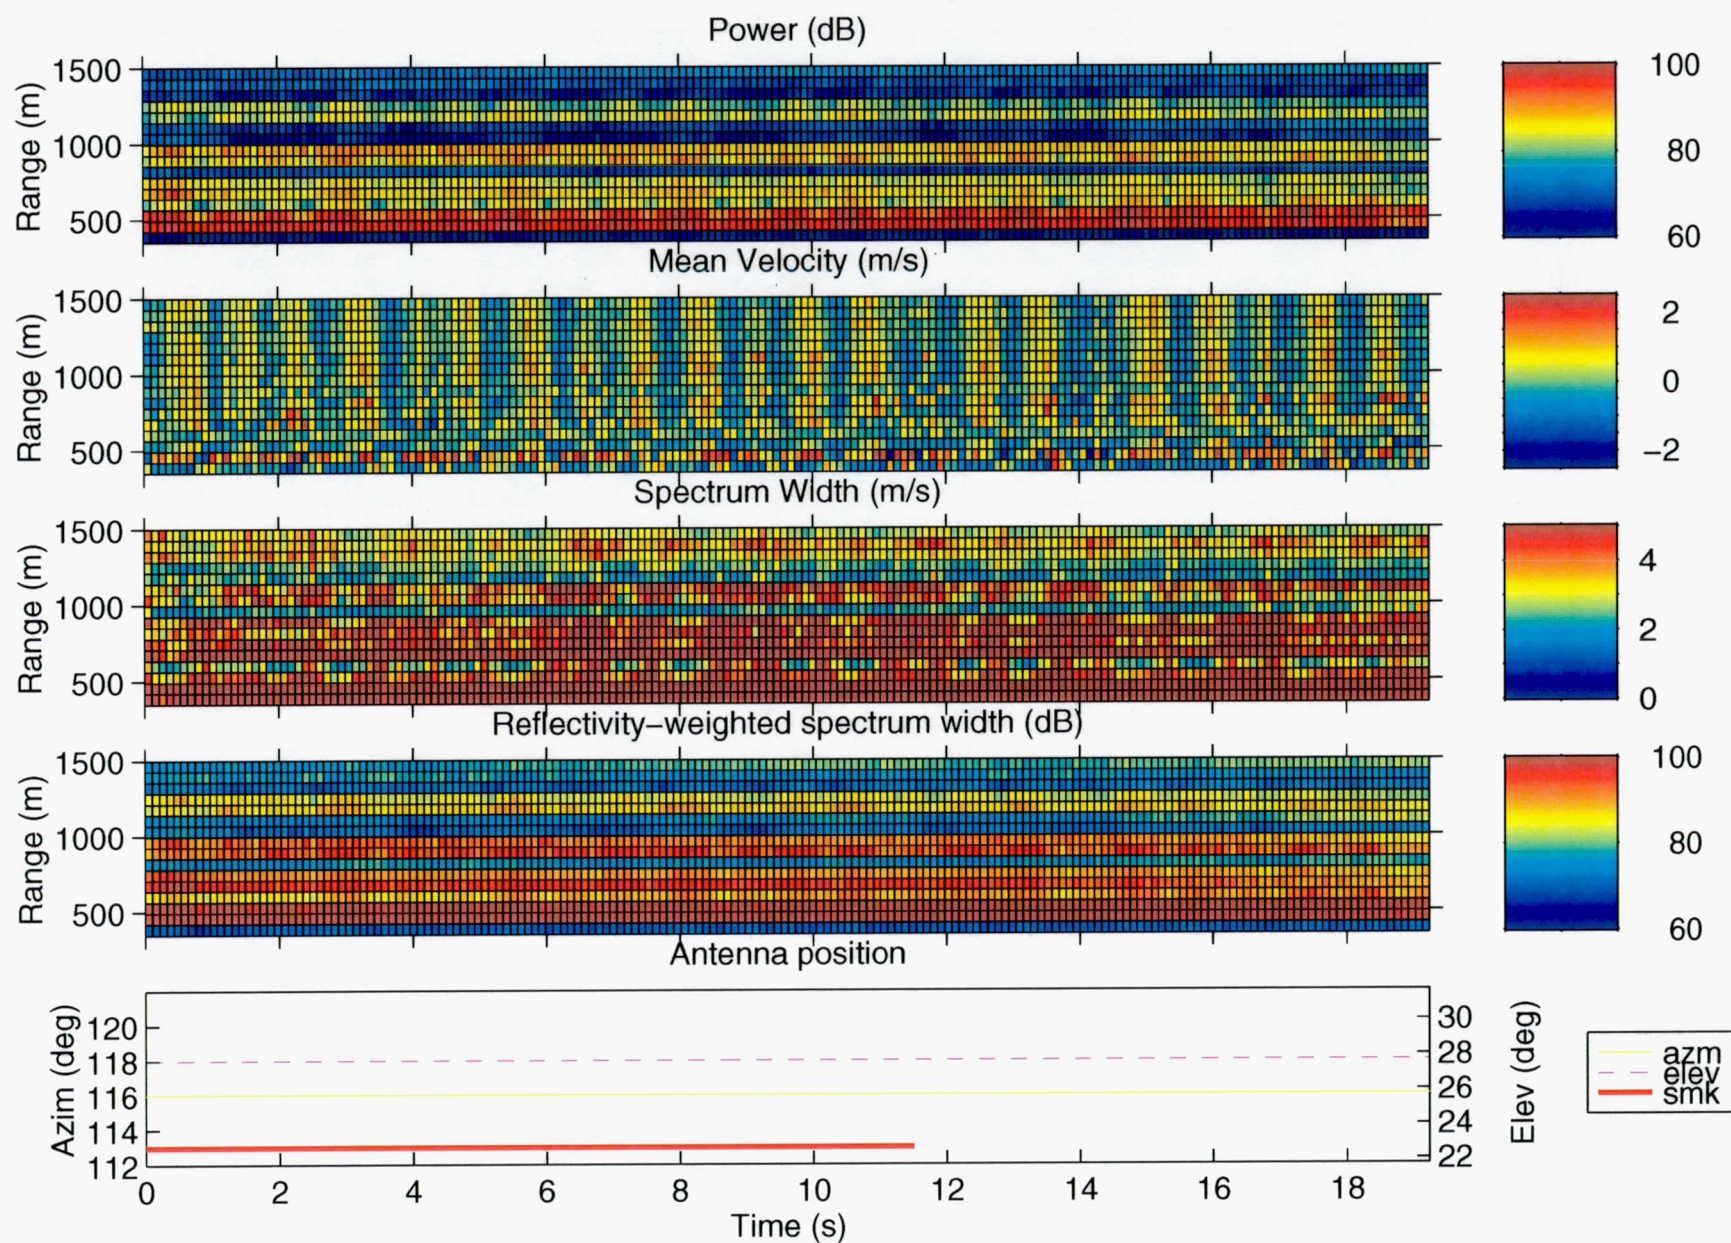 Power (dB)
1500
1000
500
Range (m)
100
80
60
Mean Velocity (m/s)
1500
1000
500
Range (m)
2
0
−2
Spectrum Width (m/s)
1500
1000
500
Range (m)
4
2
0
Reflectivity−weighted spectrum width (dB)
1500
1000
500
Range (m)
100
80
60
Antenna position
120
118
116
114
112
Azim (deg)
30
28
26
24
22
Elev (deg)
azm
elev
smk
0 2 4 6 8 10 12 14 16 18
Time (s)